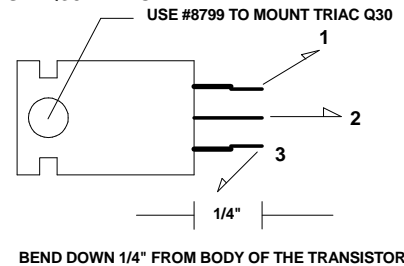 USE #8799 TO MOUNT TRIAC Q30
1
2
3
1/4"
BEND DOWN 1/4" FROM BODY OF THE TRANSISTOR